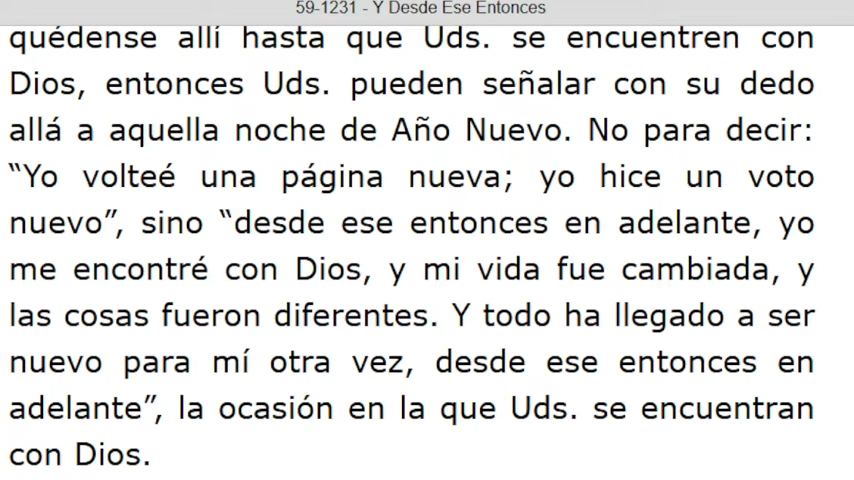 59-1231 - Y Desde Ese Entonces
quédense allí hasta que Uds. se encuentren con
Dios, entonces Uds. pueden señalar con su dedo
allá a aquella noche de Año Nuevo. No para decir:
“Yo volteé una página nueva; yo hice un voto
nuevo”, sino “desde ese entonces en adelante, yo
me encontré con Dios, y mi vida fue cambiada, y
las cosas fueron diferentes. Y todo ha llegado a ser
nuevo para mí otra vez, desde ese entonces en
adelante”, la ocasión en la que Uds. se encuentran
con Dios.